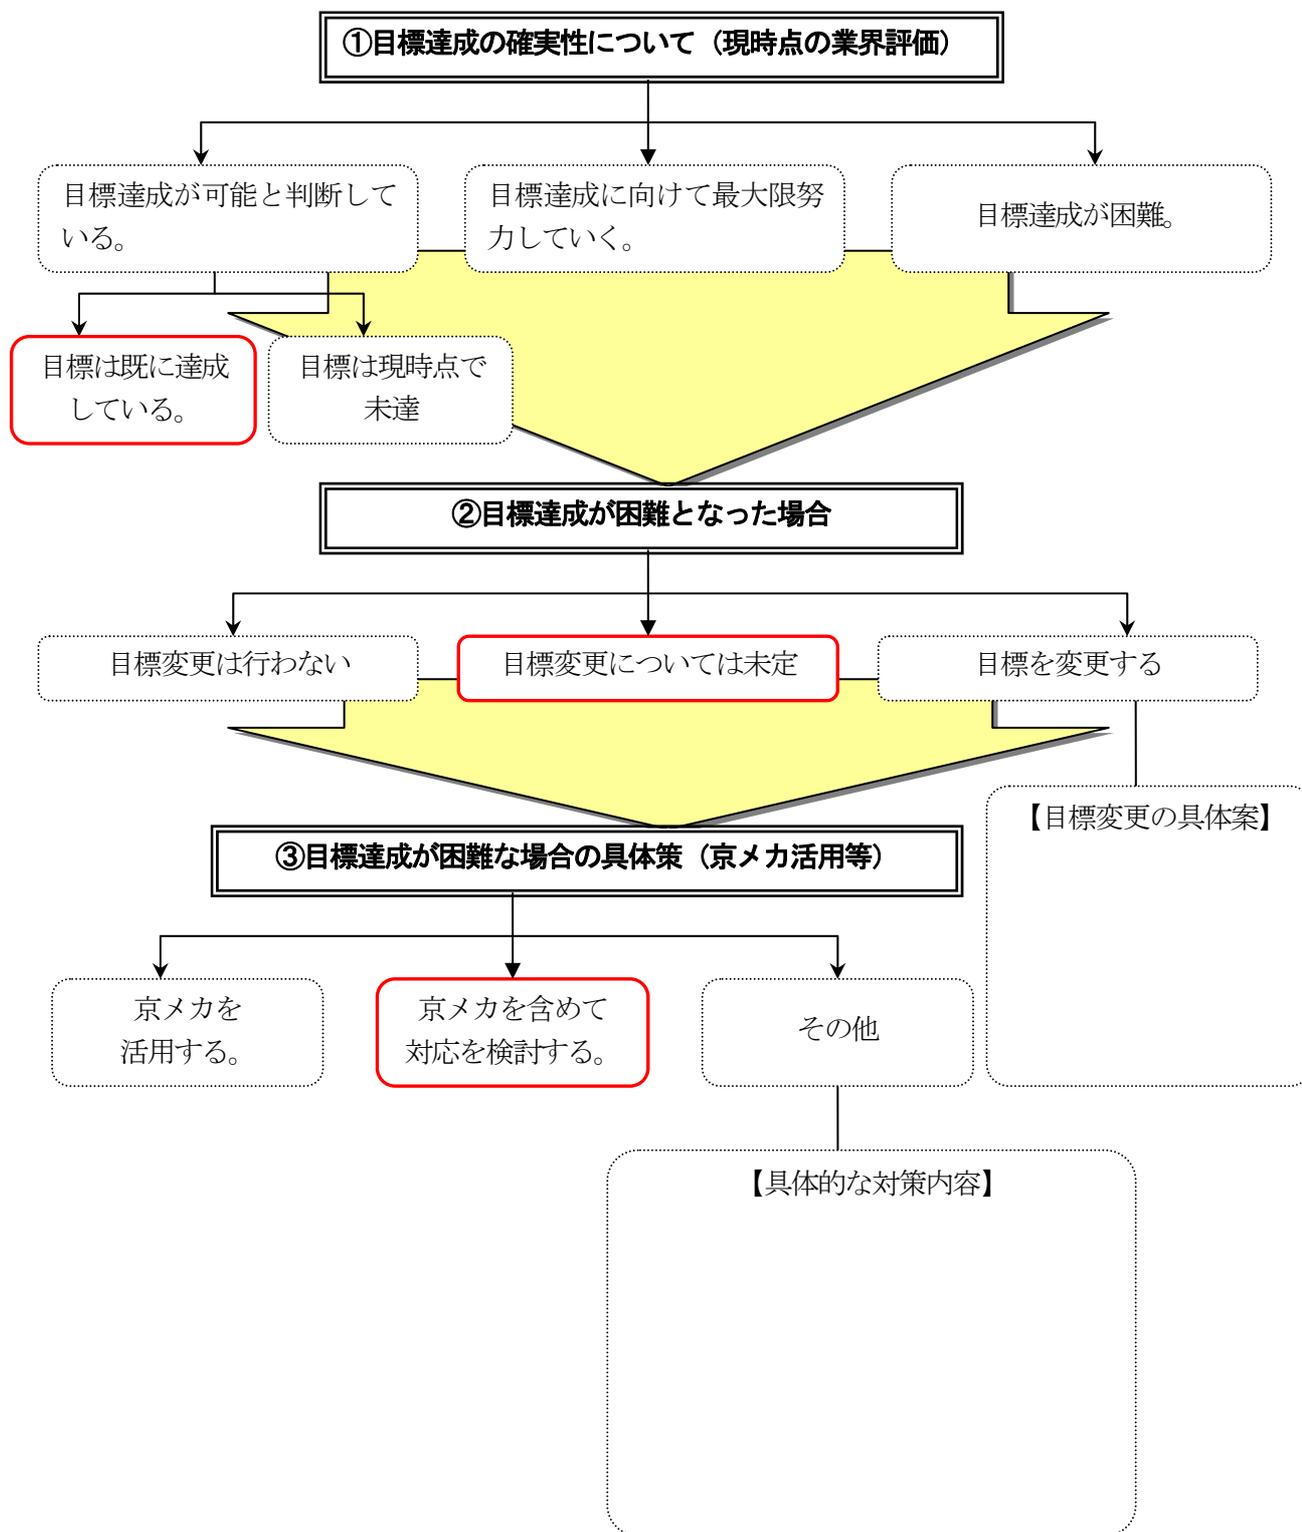 ①目標達成の確実性について（現時点の業界評価）
目標達成が可能と判断して
いる。
目標達成に向けて最大限努
力していく。
目標達成が困難。
目標は既に達成
している。
目標は現時点で
未達
②目標達成が困難となった場合
目標変更は行わない
目標変更については未定
目標を変更する
【目標変更の具体案】
③目標達成が困難な場合の具体策（京メカ活用等）
京メカを
活用する。
京メカを含めて
対応を検討する。
その他
【具体的な対策内容】